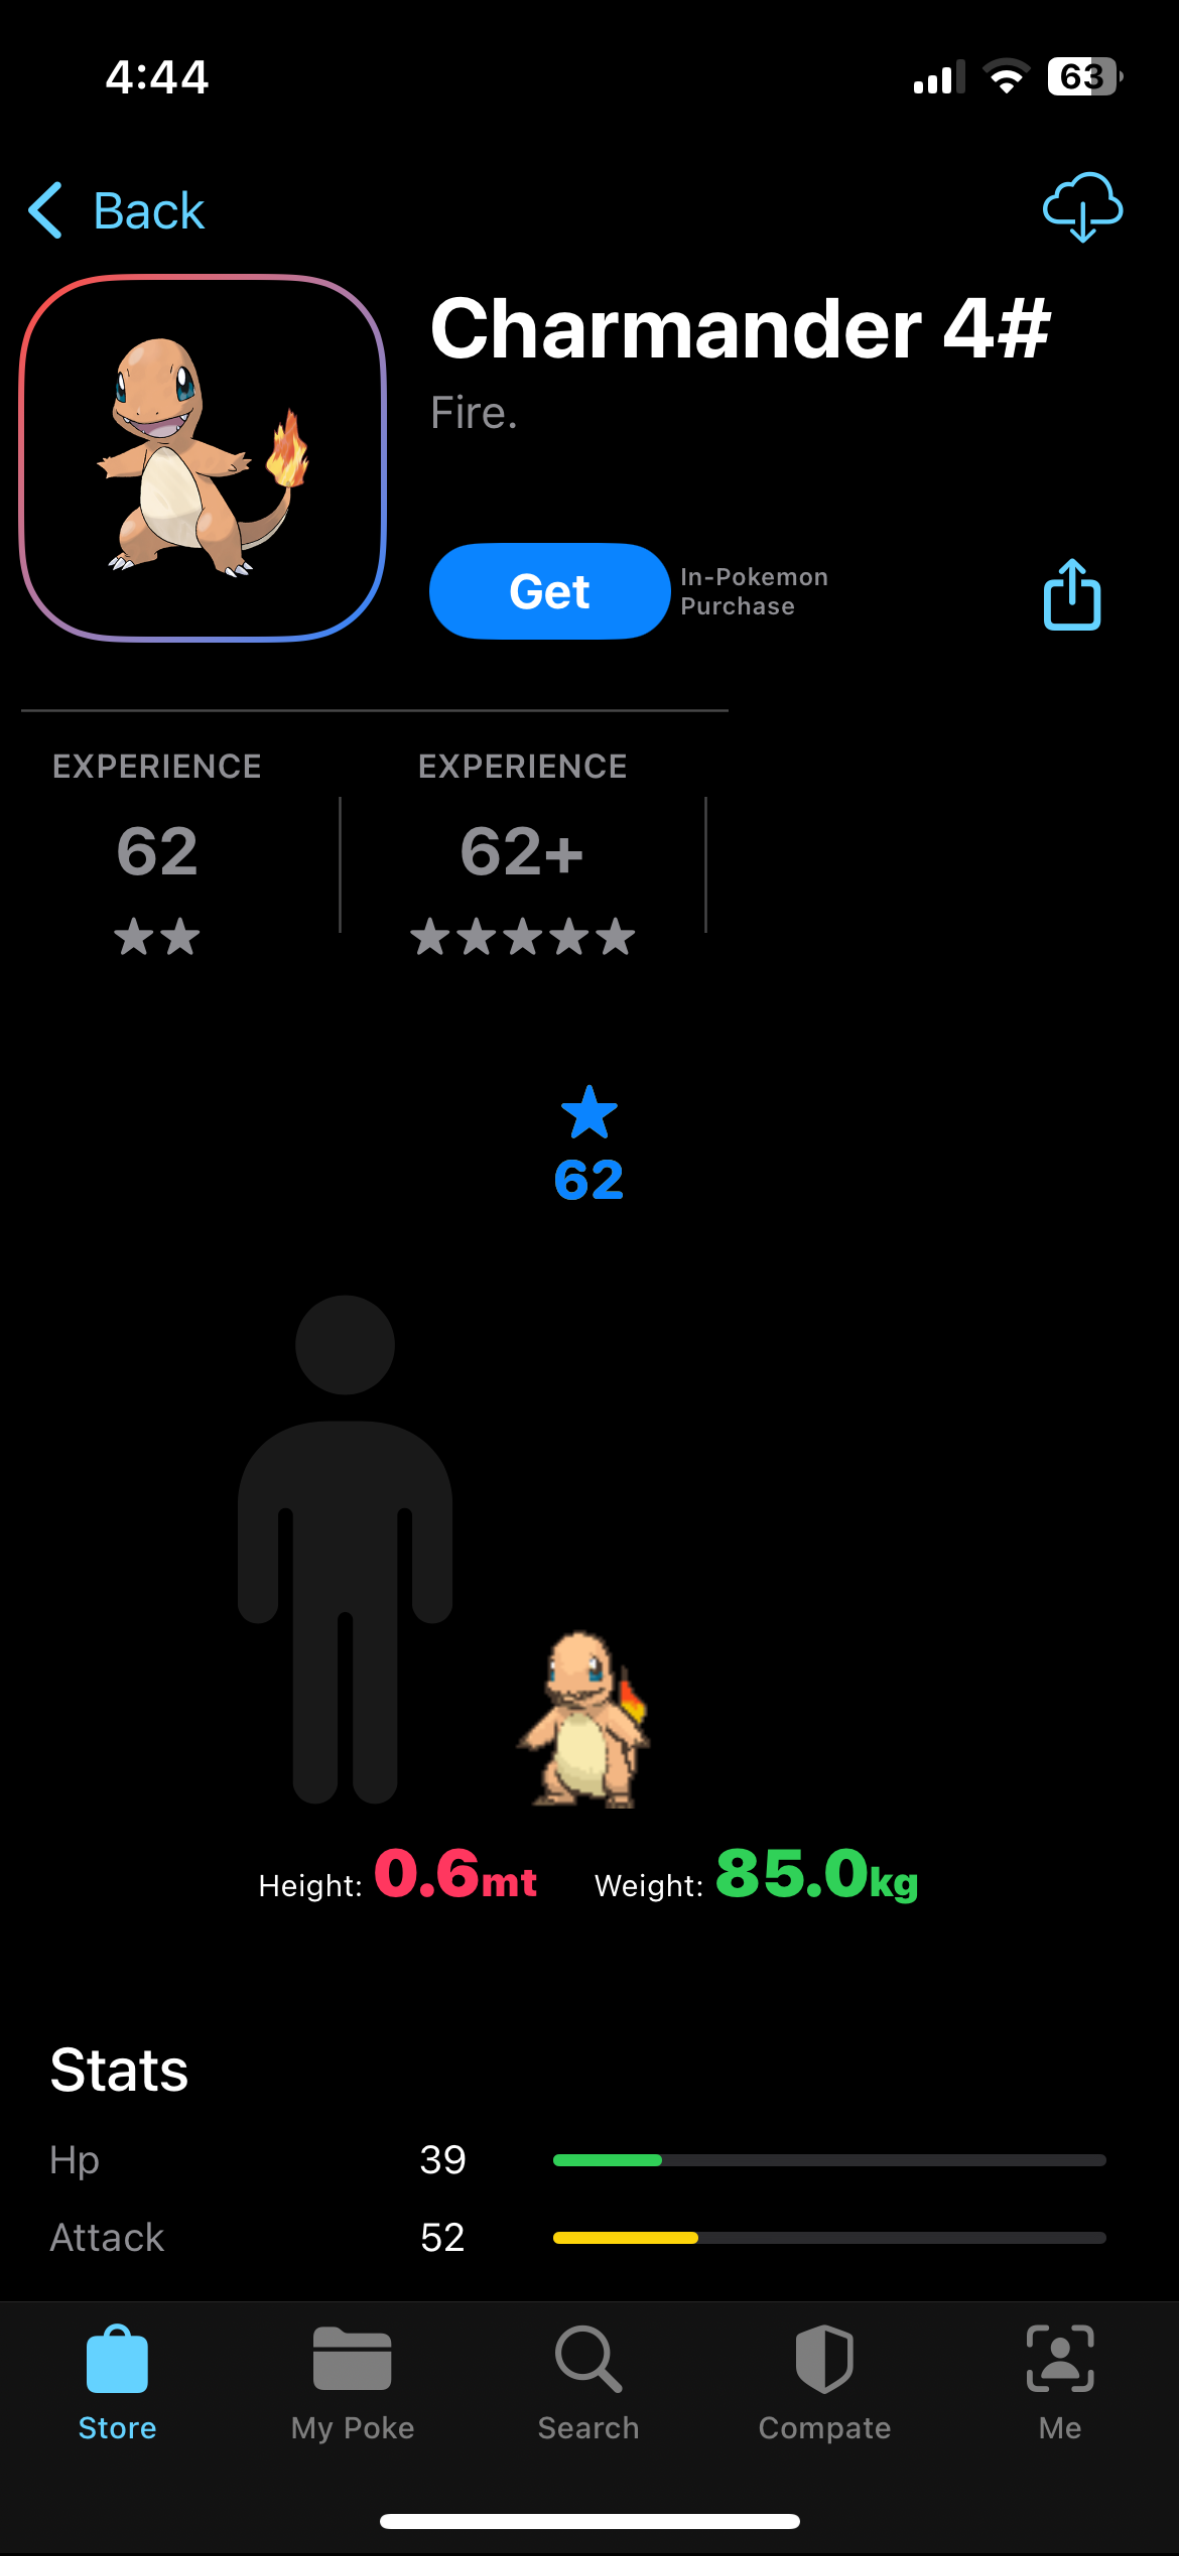 4:44
63
Back
Charmander 4#
Fire.
Get
In-Pokemon
Purchase
EXPERIENCE
62
EXPERIENCE
62+
62
Height: 0.6mt Weight: 85.0kg
Stats
Hp 39
Attack 52
Store My Poke Search Compate Me